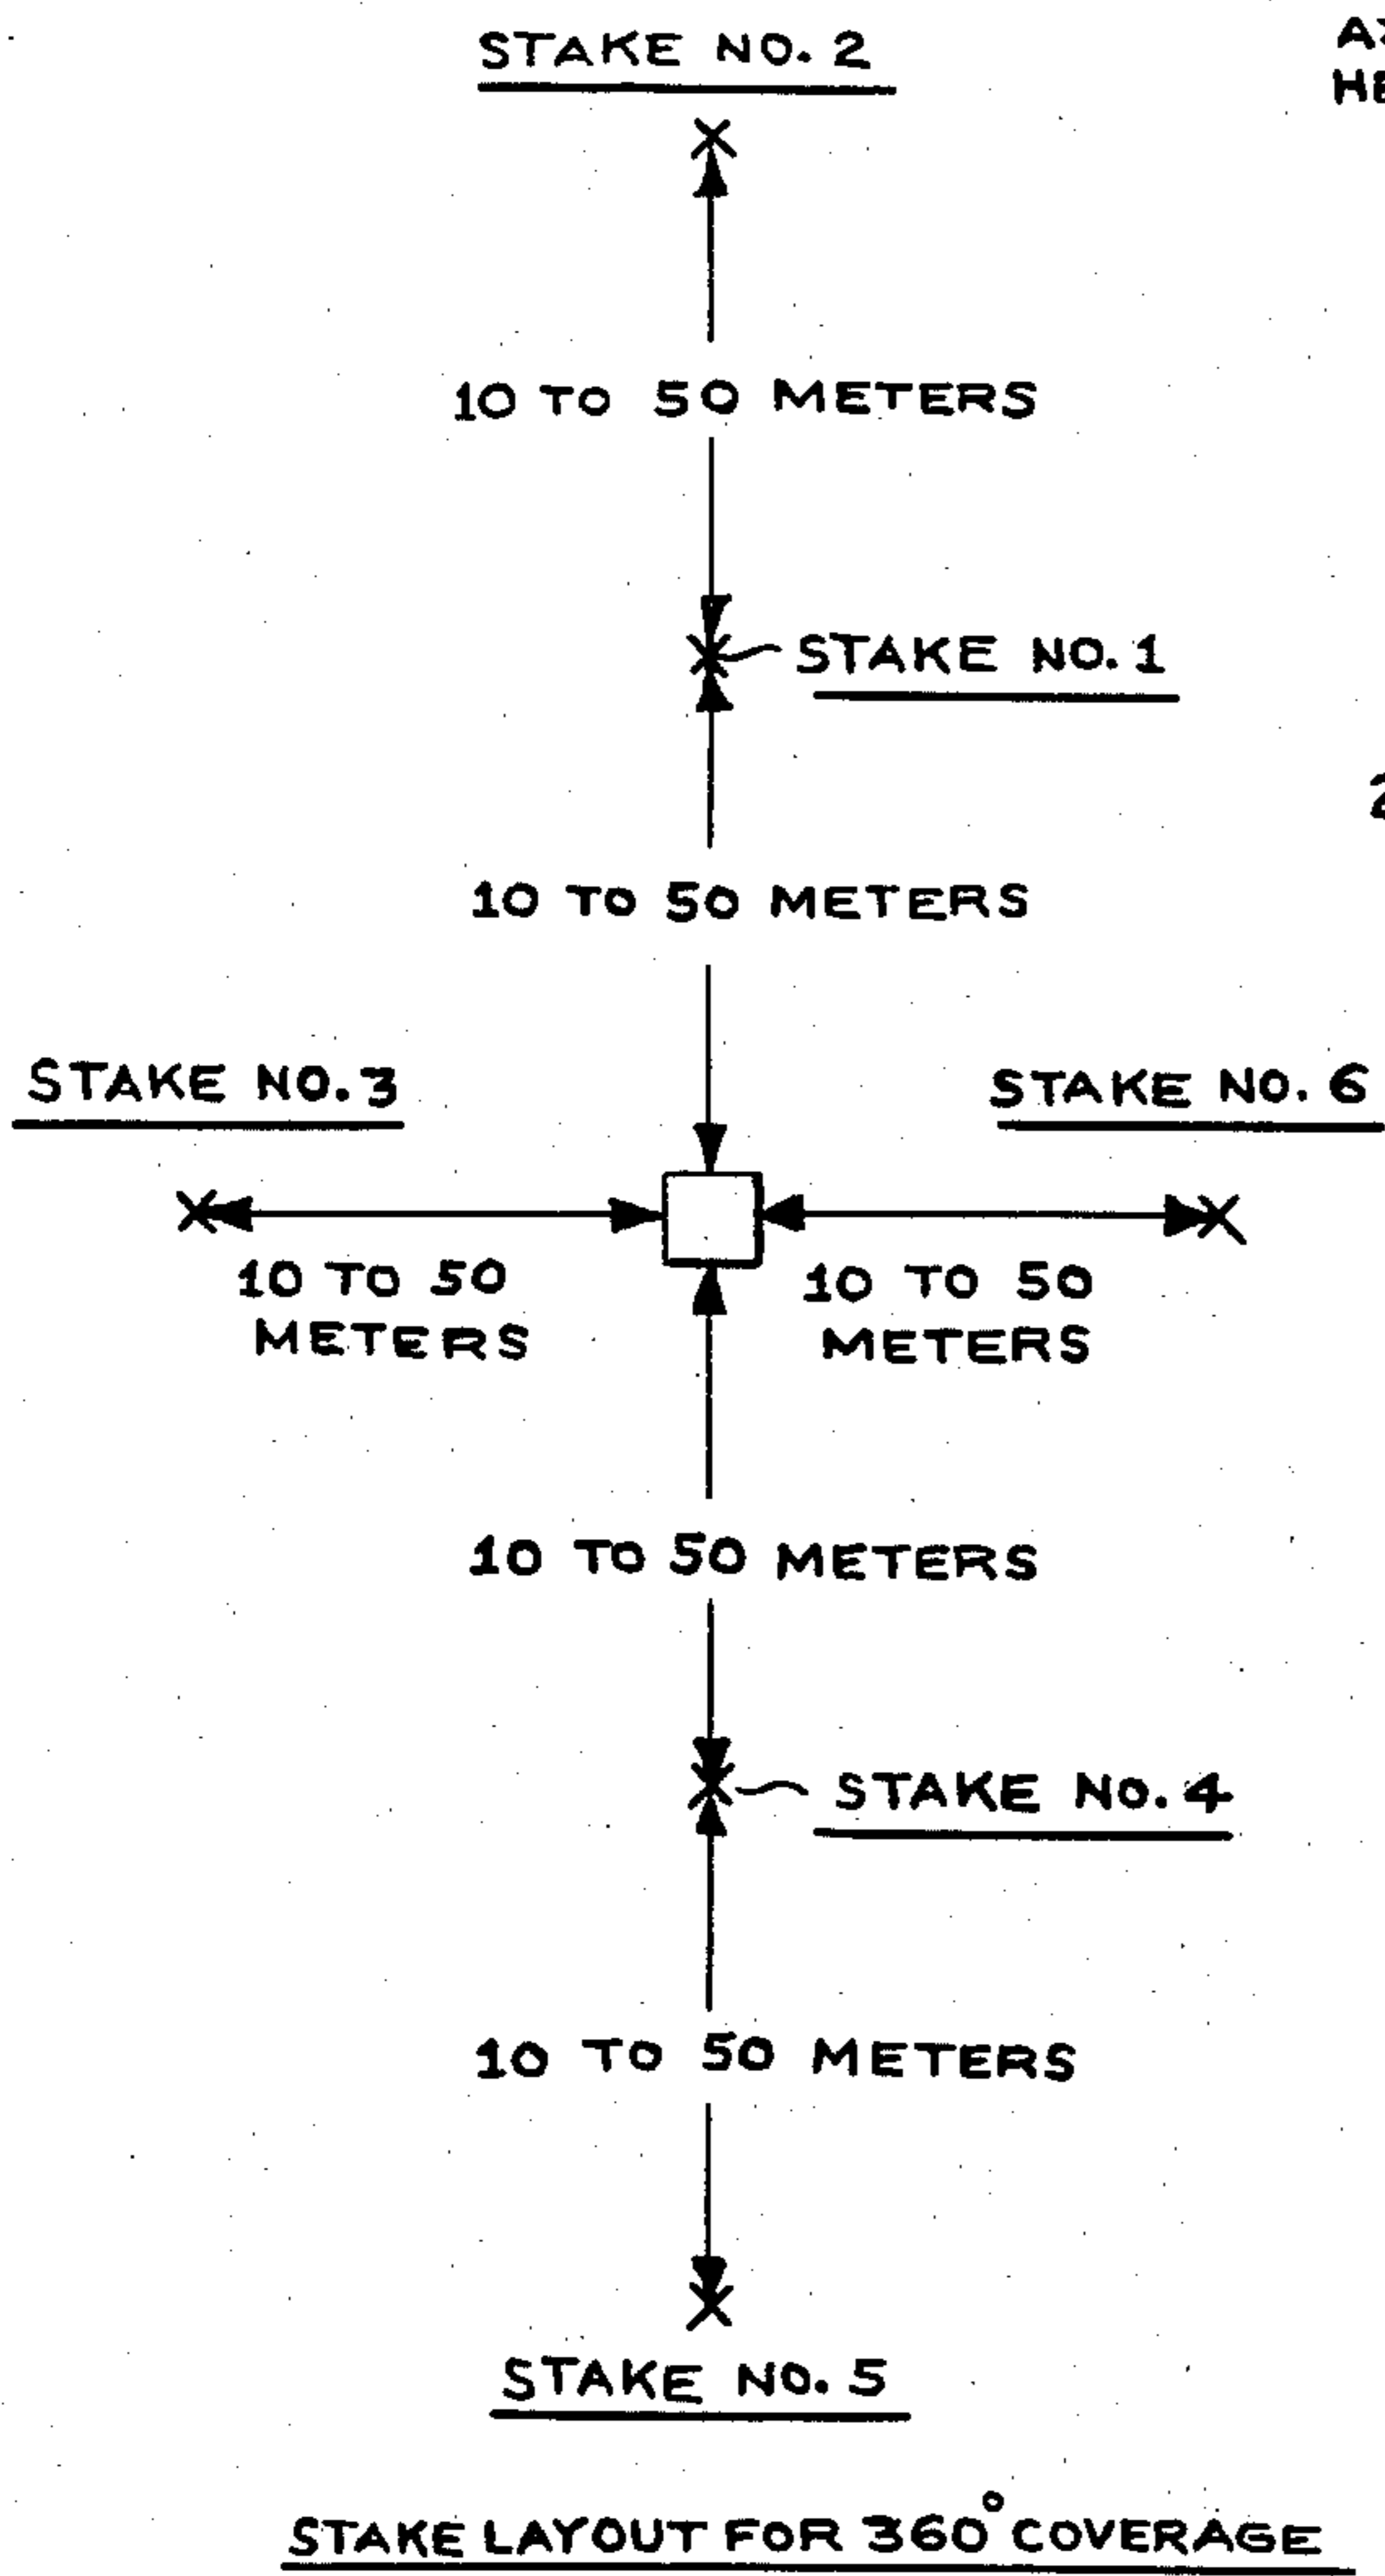 STAKE NO. 2
10 TO 50 METERS
STAKE NO. 1
10 TO 50 METERS
STAKE NO. 3
STAKE NO. 6
10 TO 50
METERS
10 TO 50
METERS
10 TO 50 METERS
STAKE NO. 4
10 TO 50 METERS
STAKE NO. 5
STAKE LAYOUT FOR 360° COVERAGE